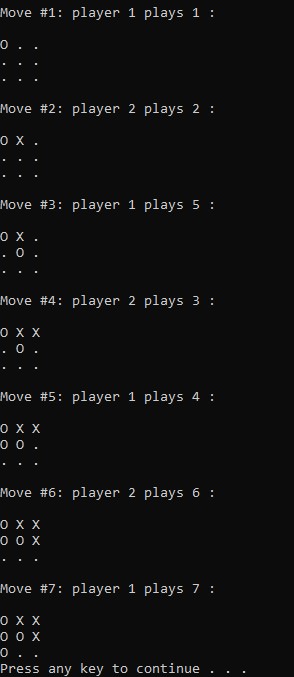 Move #1: player 1 plays 1 :
O . .
. . .
. . .
Move #2: player 2 plays 2 :
O X .
. . .
. . .
Move #3: player 1 plays 5 :
O X .
. O .
. . .
Move #4: player 2 plays 3 :
O X X
. O .
. . .
Move #5: player 1 plays 4 :
O X X
O O .
. . .
Move #6: player 2 plays 6 :
O X X
O O X
. . .
Move #7: player 1 plays 7 :
O X X
O O X
O . .
Press any key to continue . . .